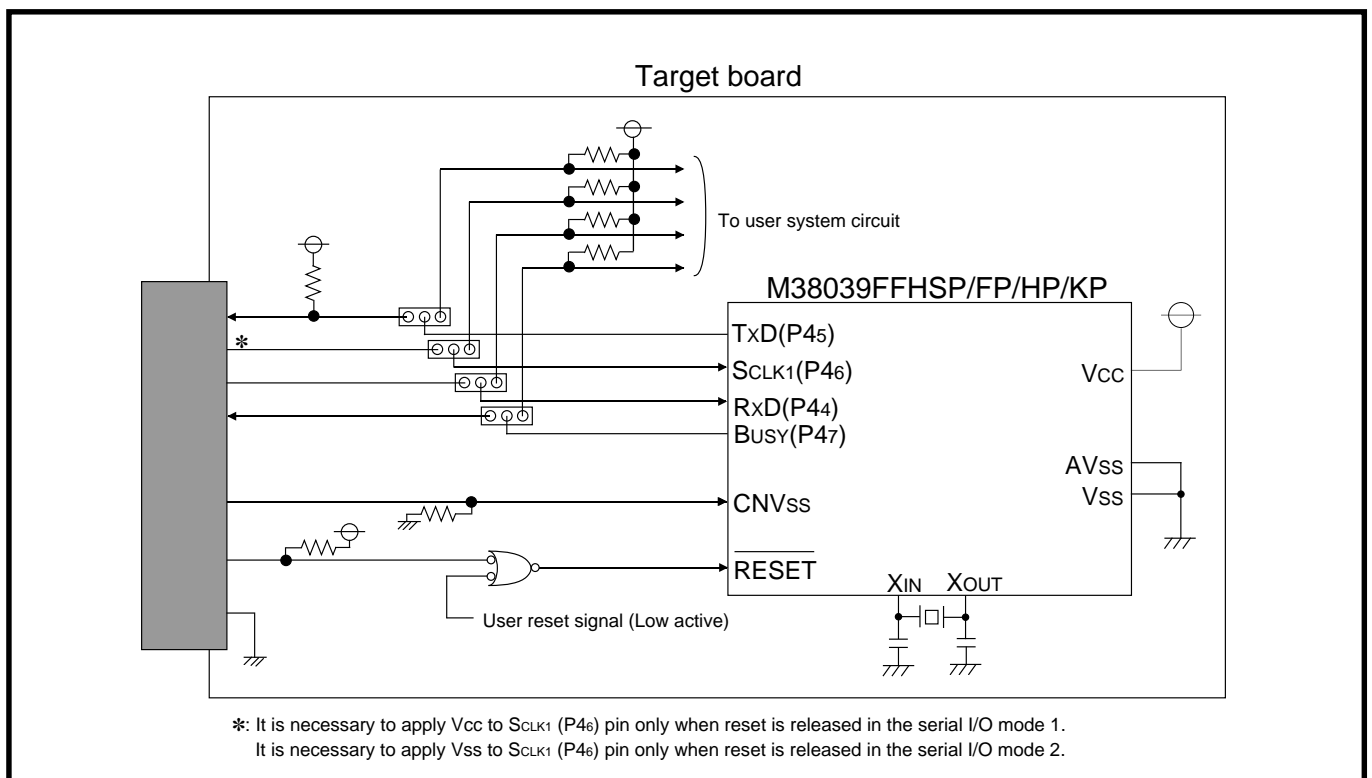 Target board
To user system circuit
M38039FFHSP/FP/HP/KP
TxD(P45)
SCLK1(P46)
RxD(P44)
BUSY(P47)
CNVSS
RESET
VCC
AVSS
VSS
XIN
XOUT
*
User reset signal (Low active)
*: It is necessary to apply Vcc to SCLK1 (P46) pin only when reset is released in the serial I/O mode 1.
It is necessary to apply Vss to SCLK1 (P46) pin only when reset is released in the serial I/O mode 2.